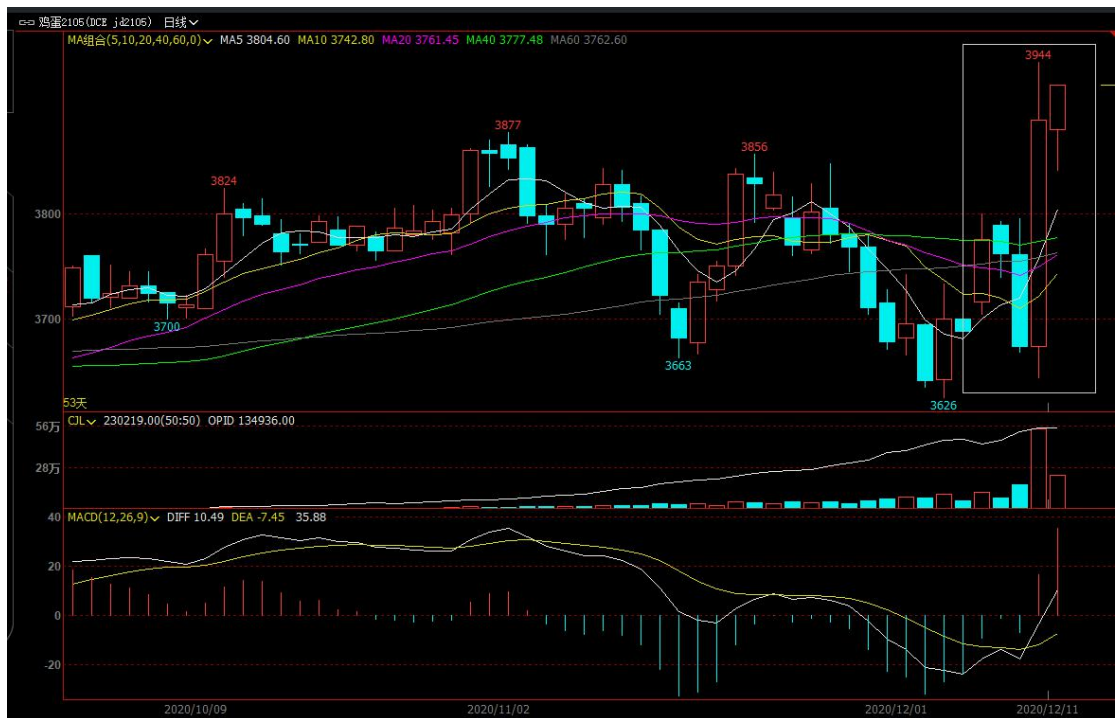 鸡蛋2105(DCE jd2105) 日线
MA组合(5,10,20,40,60,0) MA5 3804.60 MA10 3742.80 MA20 3761.45 MA40 3777.48 MA60 3762.60
3944
3877
3856
3824
3800
3700
3700
3663
3626
53天
CJL 230219.00(50:50) OPID 134936.00
56万
28万
40
MACD(12,26,9) DIFF 10.49 DEA -7.45 35.88
20
0
-20
2020/10/09 2020/11/02 2020/12/01 2020/12/11